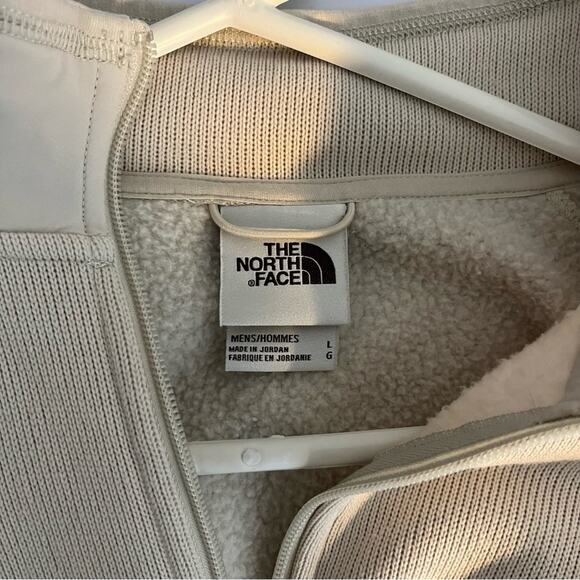 THE
NORTH
®FACE
MENS/HOMMES L
MADE IN JORDAN
FABRIQUE EN JORDANIE G